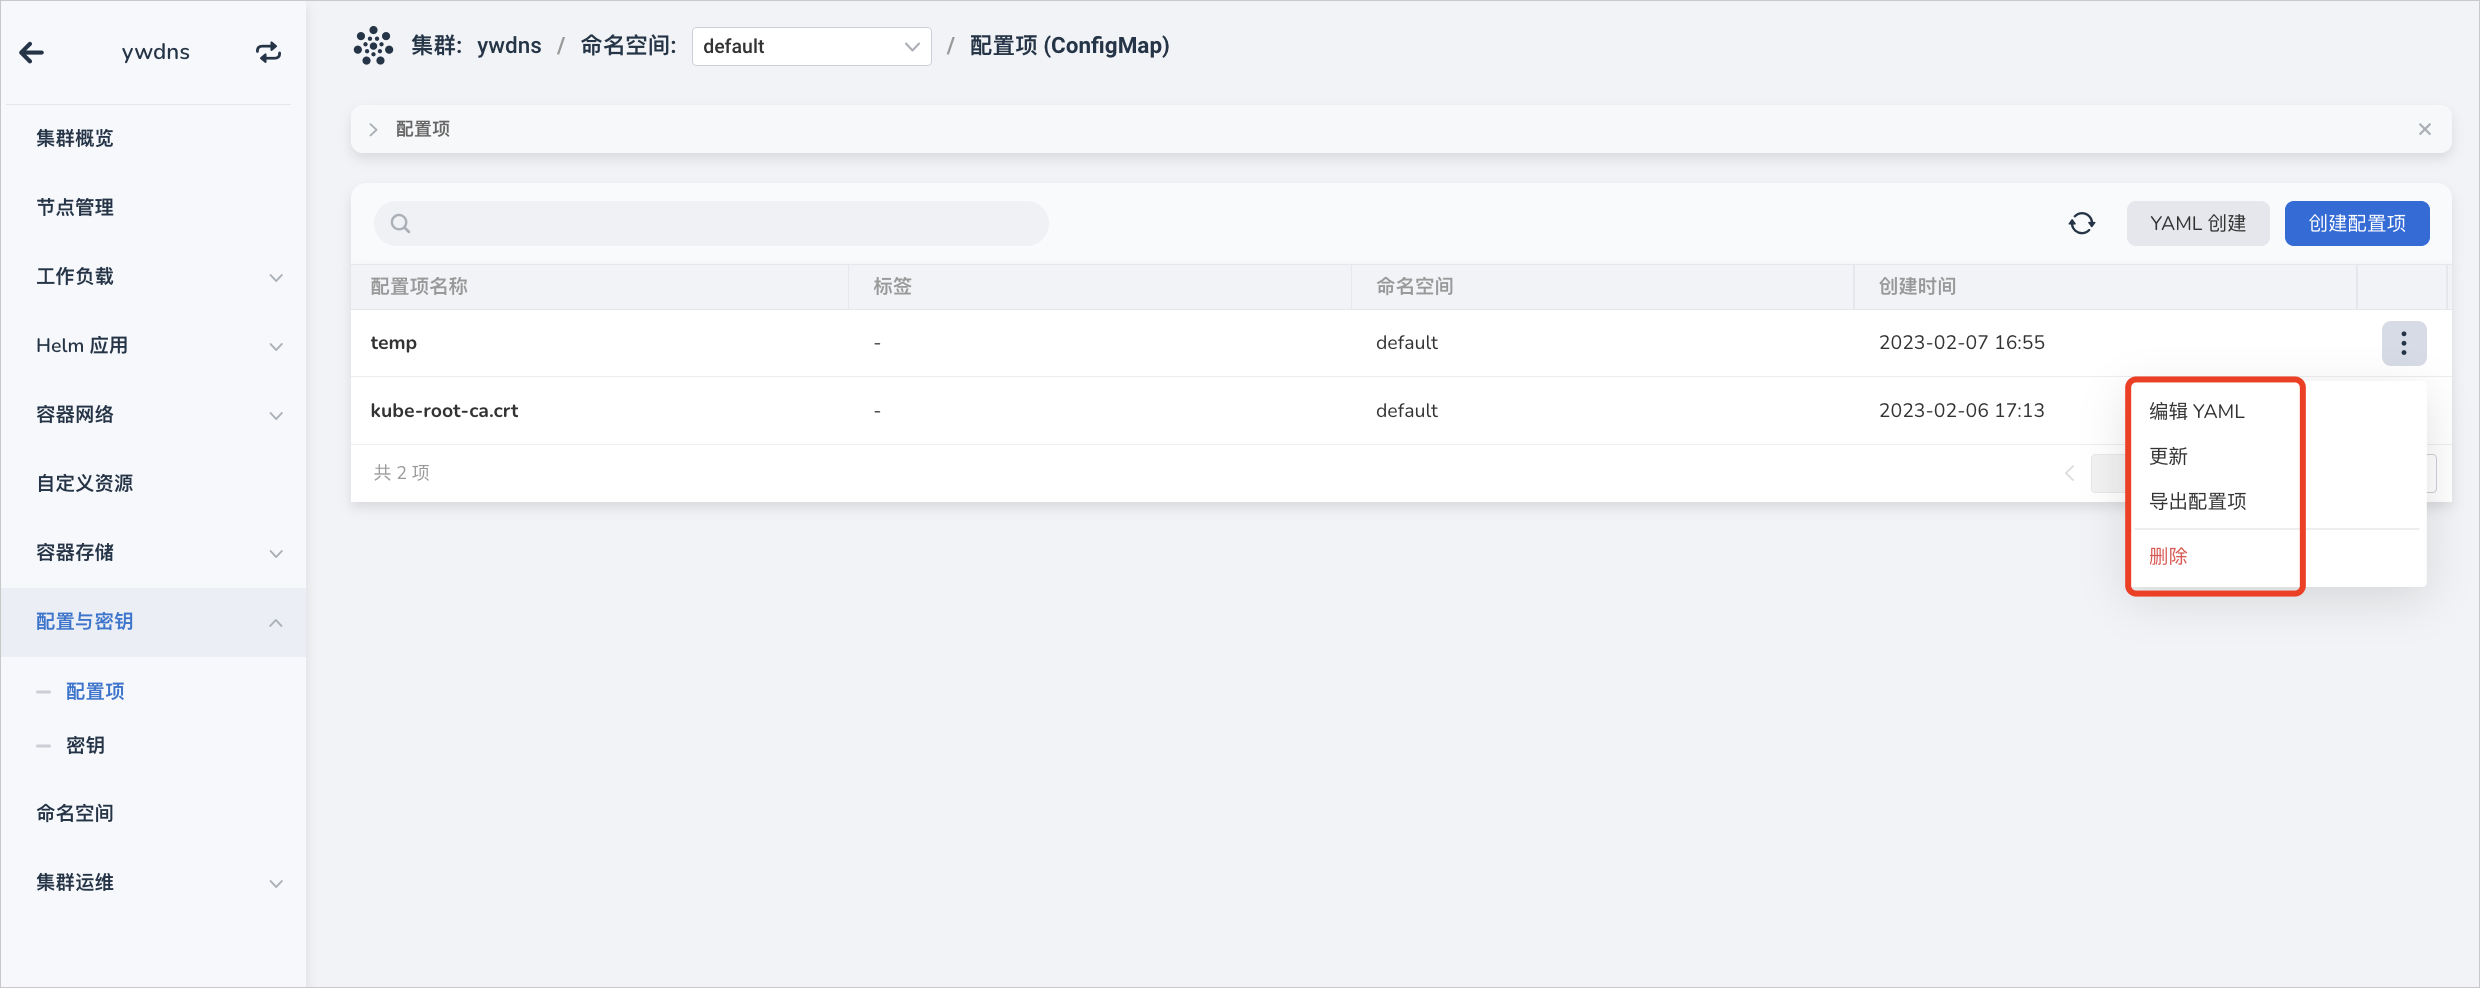 ywdns
集群概览
节点管理
工作负载
Helm 应用
容器网络
自定义资源
容器存储
配置与密钥
配置项
密钥
命名空间
集群运维
集群: ywdns / 命名空间: default / 配置项 (ConfigMap)
配置项
YAML 创建 创建配置项
配置项名称 标签 命名空间 创建时间
temp - default 2023-02-07 16:55
kube-root-ca.crt - default 2023-02-06 17:13
共 2 项
编辑 YAML
更新
导出配置项
删除